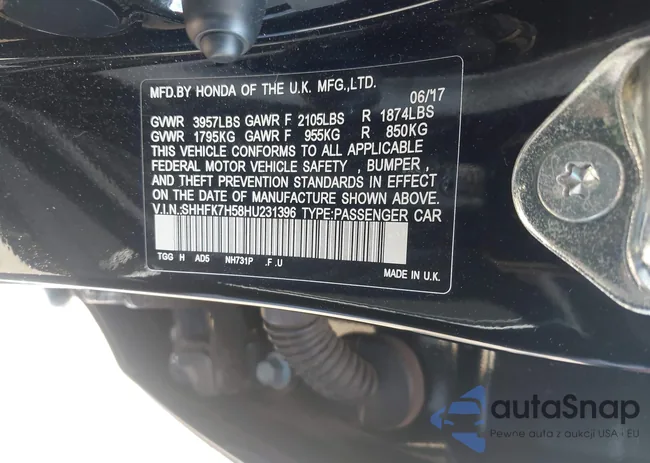 MFD.BY HONDA OF THE U.K. MFG.,LTD. 06/17
GVWR 3957LBS GAWR F 2105LBS R 1874LBS
GVWR 1795KG GAWR F 955KG R 850KG
THIS VEHICLE CONFORMS TO ALL APPLICABLE
FEDERAL MOTOR VEHICLE SAFETY , BUMPER ,
AND THEFT PREVENTION STANDARDS IN EFFECT
ON THE DATE OF MANUFACTURE SHOWN ABOVE.
V.I.N.:SHHFK7H58HU231396 TYPE:PASSENGER CAR
TGG H AD5 NH731P .F .U
MADE IN U.K.
autoSnap
Pewne auta z aukcji USA • EU